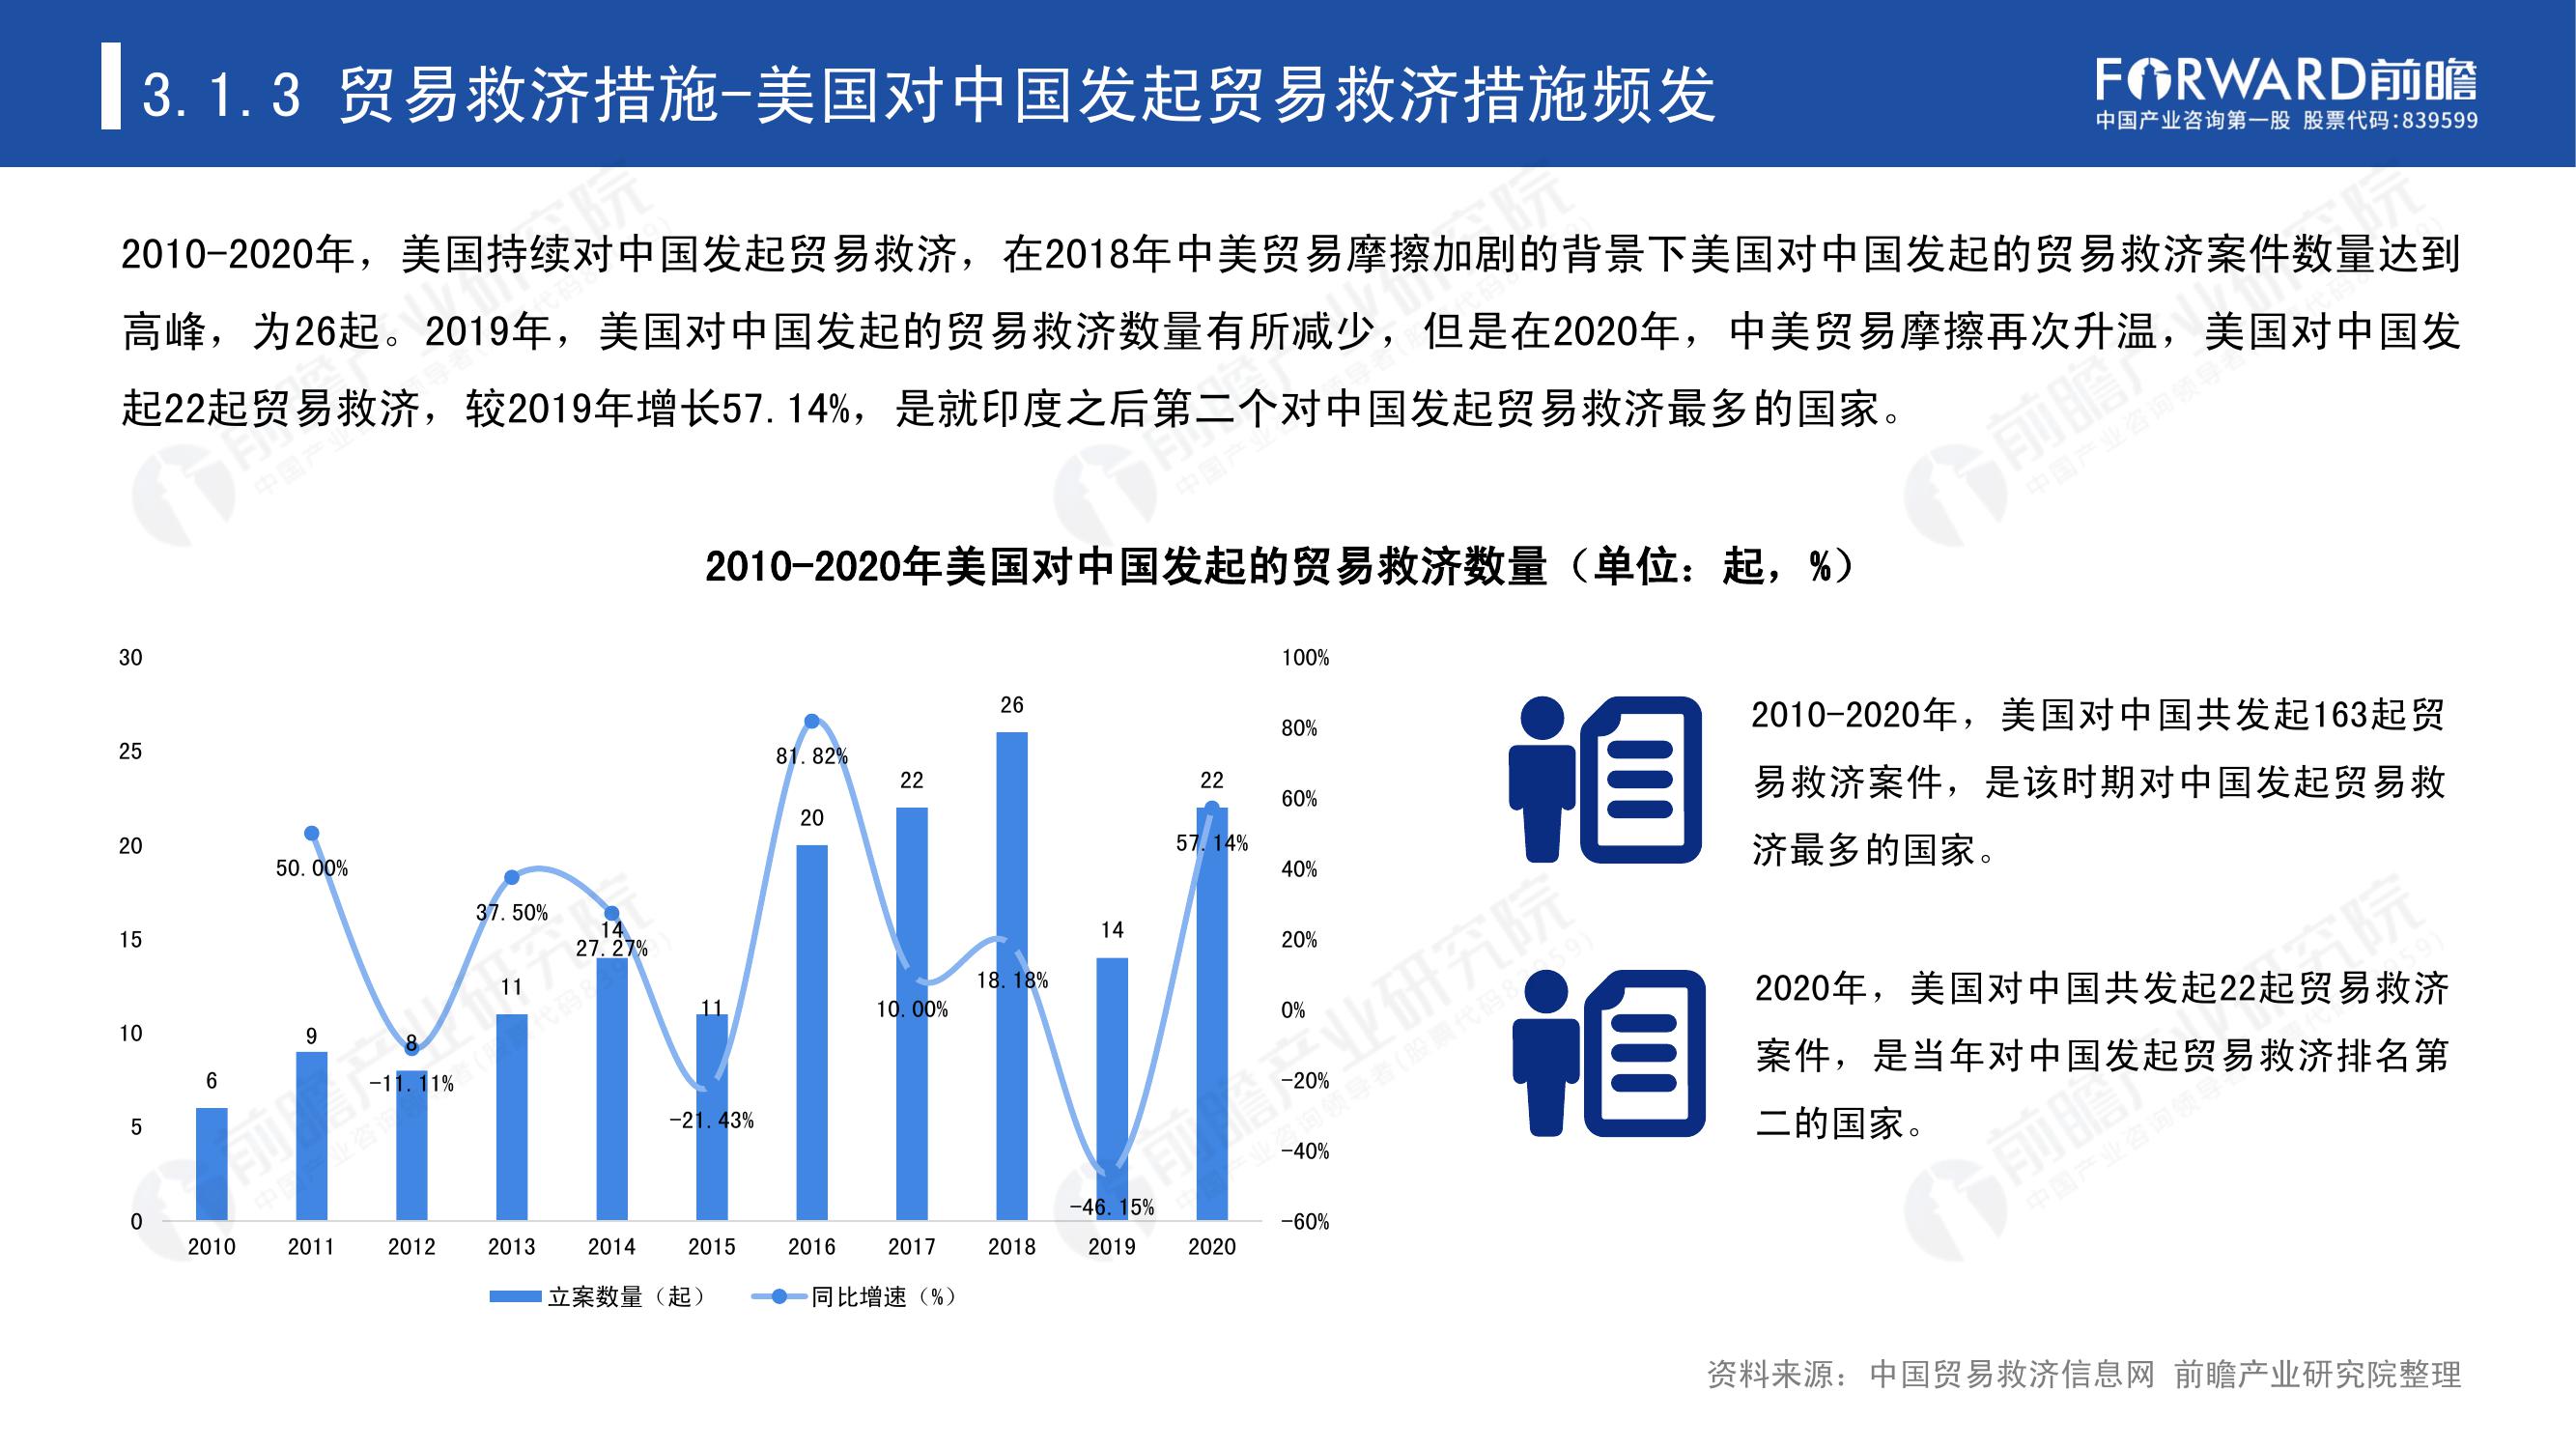 3.1.3 贸易救济措施-美国对中国发起贸易救济措施频发
FORWARD前瞻
中国产业咨询第一股 股票代码:839599
2010-2020年，美国持续对中国发起贸易救济，在2018年中美贸易摩擦加剧的背景下美国对中国发起的贸易救济案件数量达到
高峰，为26起。2019年，美国对中国发起的贸易救济数量有所减少，但是在2020年，中美贸易摩擦再次升温，美国对中国发
起22起贸易救济，较2019年增长57.14%，是就印度之后第二个对中国发起贸易救济最多的国家。
2010-2020年美国对中国发起的贸易救济数量（单位：起，%）
30
25
20
15
10
5
0
100%
80%
60%
40%
20%
0%
-20%
-40%
-60%
6
9
8
11
14
11
20
22
26
14
22
50.00%
-11.11%
37.50%
27.27%
-21.43%
81.82%
10.00%
18.18%
-46.15%
57.14%
2010 2011 2012 2013 2014 2015 2016 2017 2018 2019 2020
立案数量（起） 同比增速（%）
2010-2020年，美国对中国共发起163起贸
易救济案件，是该时期对中国发起贸易救
济最多的国家。
2020年，美国对中国共发起22起贸易救济
案件，是当年对中国发起贸易救济排名第
二的国家。
资料来源：中国贸易救济信息网 前瞻产业研究院整理